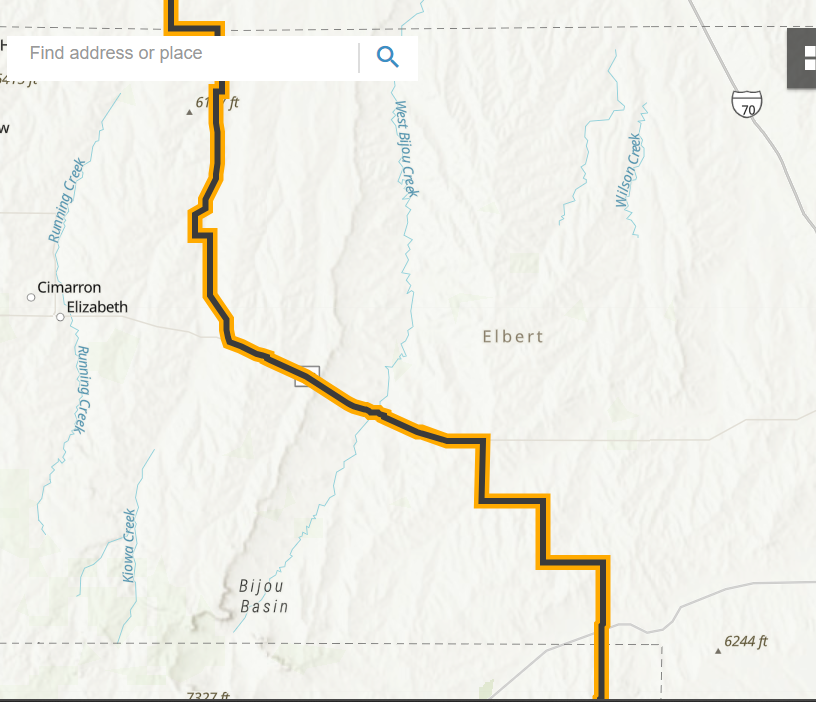 H
Find address or place
70
w
West Bijou Creek
Wilson Creek
Running Creek
Cimarron
Elizabeth
Elbert
Running Creek
Kiowa Creek
Bijou
Basin
6244 ft
7327 ft